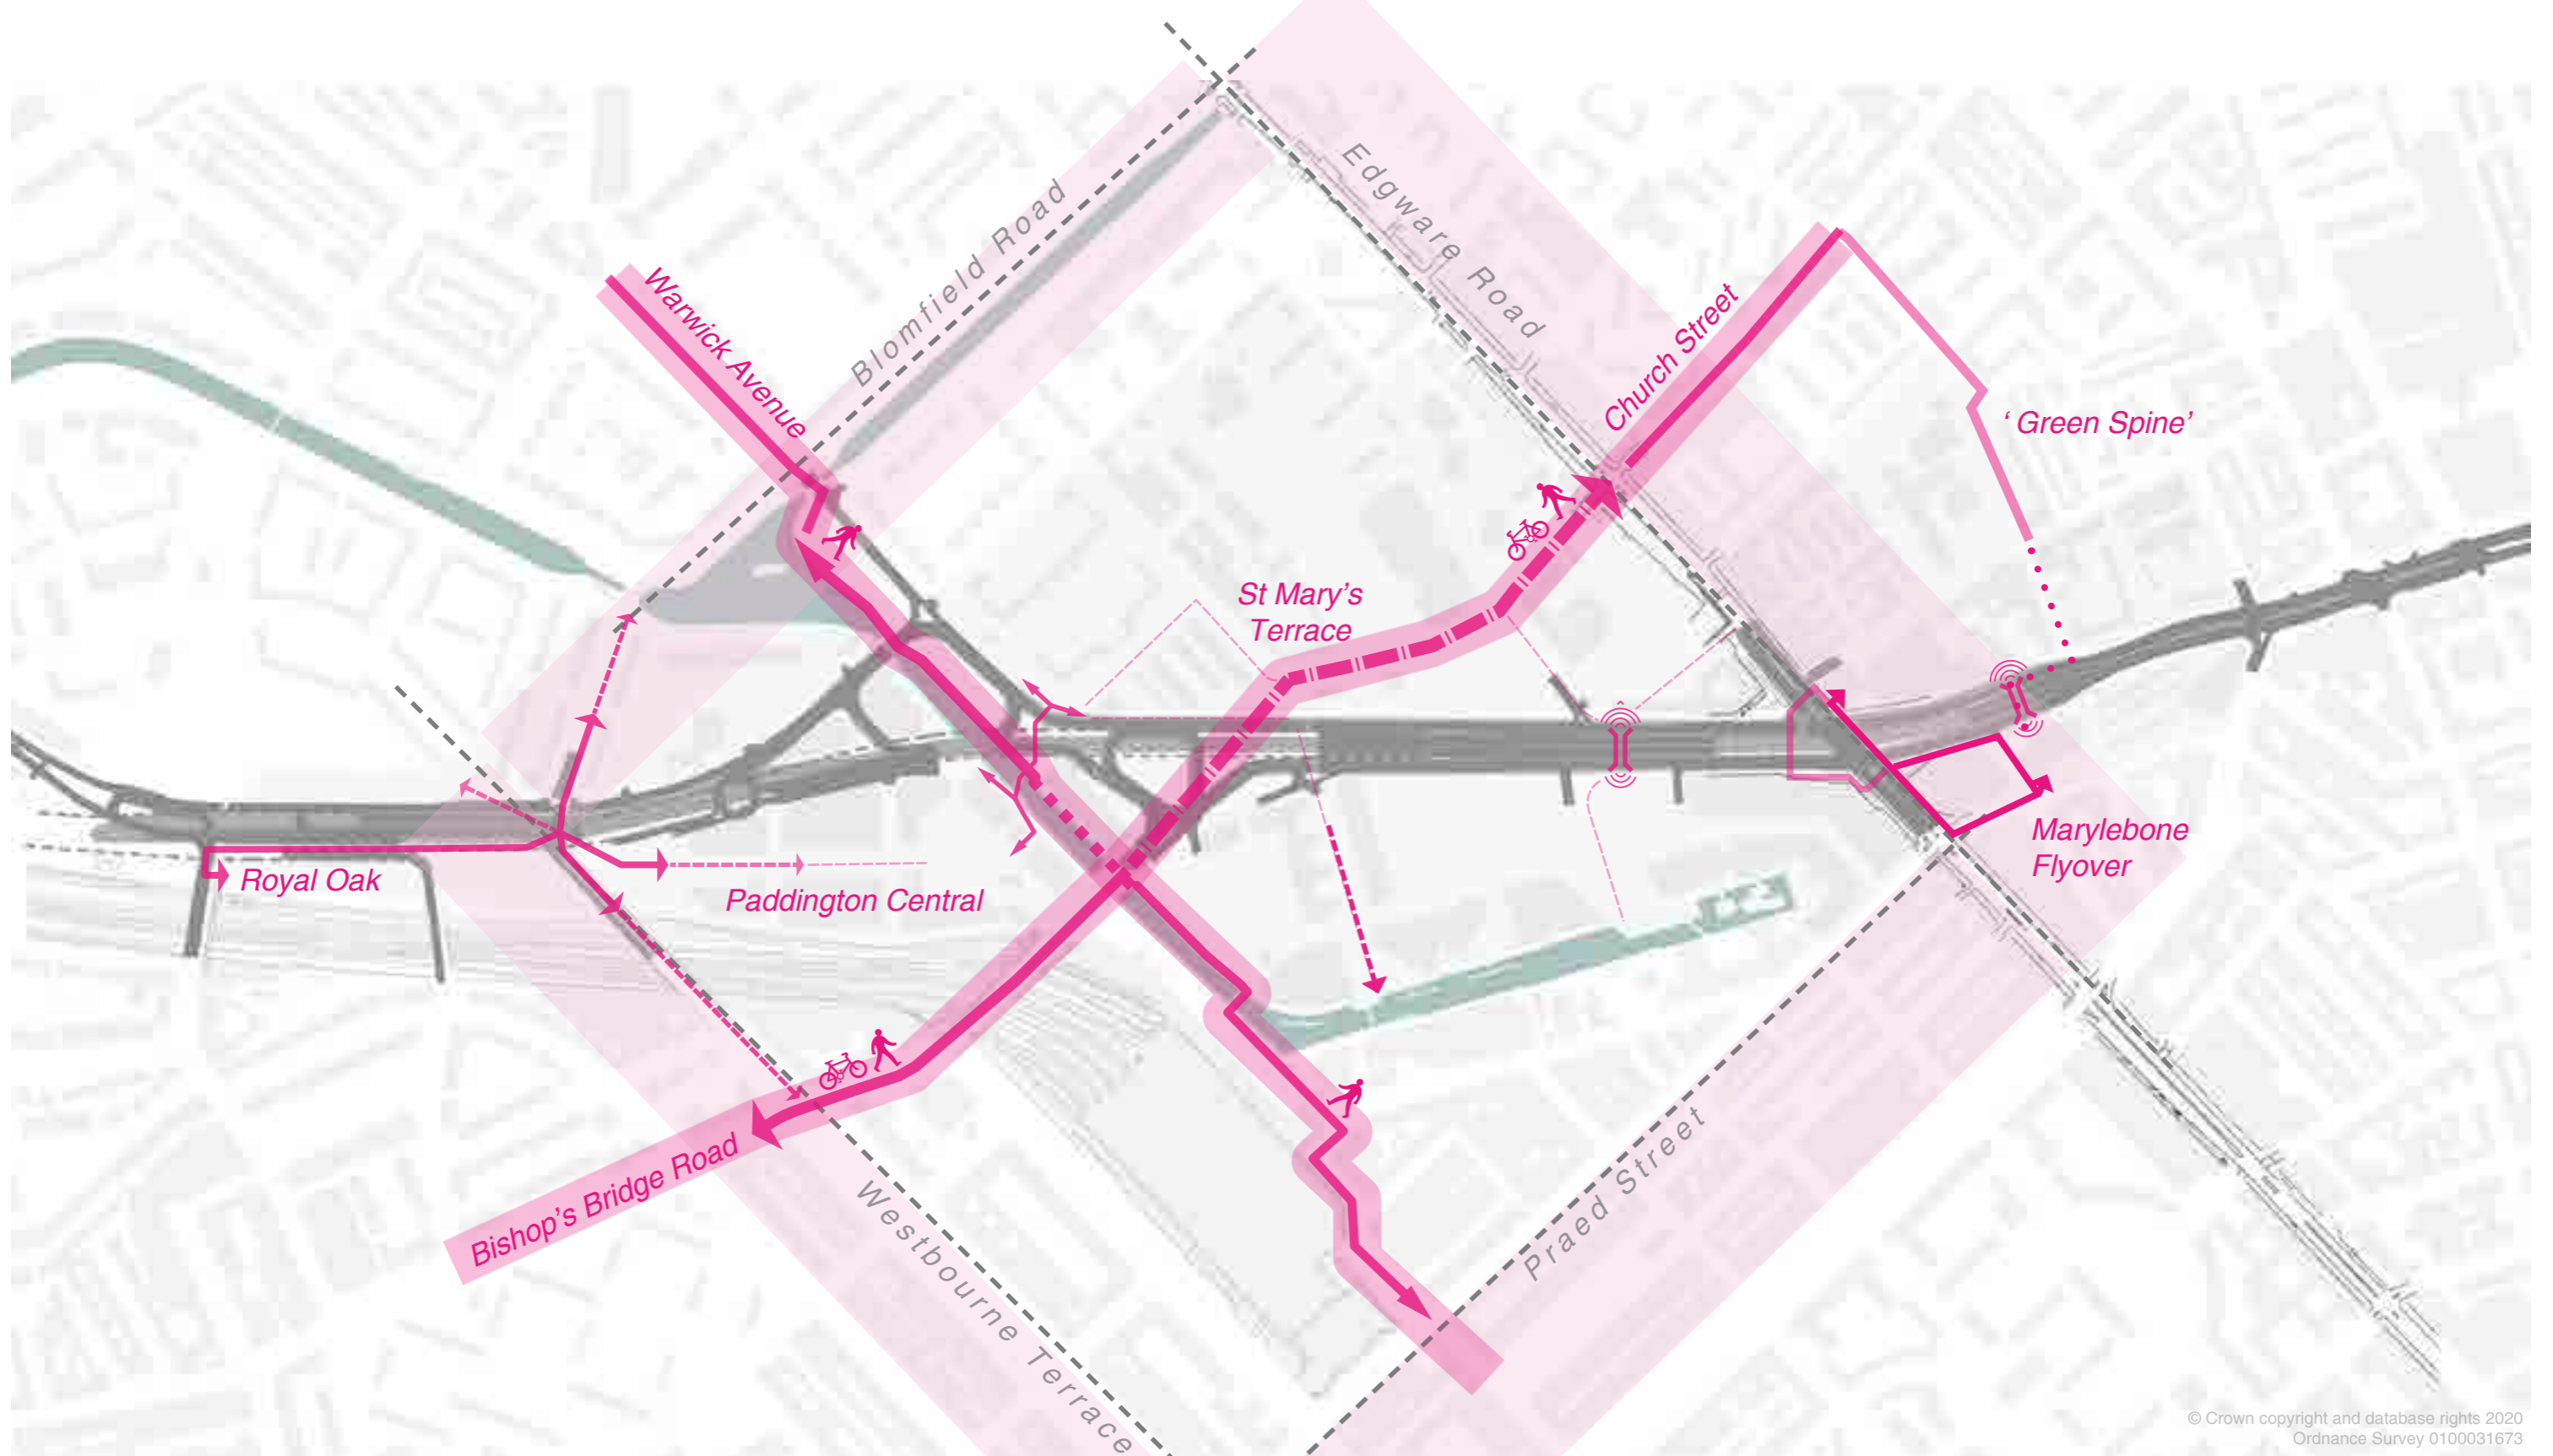 Edgware Road
Blomfield Road
Warwick Avenue
Church Street
‘ Green Spine’
St Mary’s
Terrace
Marylebone
Flyover
Royal Oak
Paddington Central
Bishop’s Bridge Road
Westbourne Terrace
Praed Street
© Crown copyright and database rights 2020
Ordnance Survey 0100031673